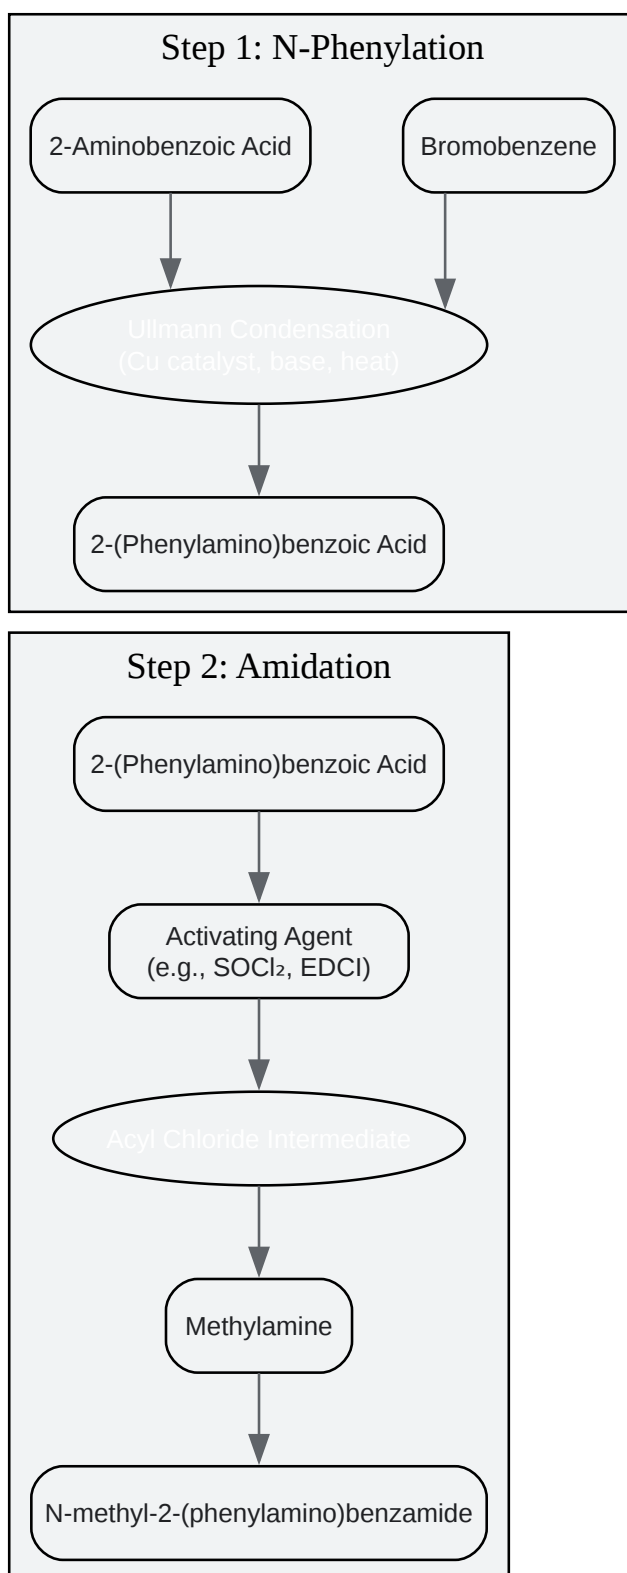 Step 1: N-Phenylation
2-Aminobenzoic Acid
Bromobenzene
Ullmann Condensation
(Cu catalyst, base, heat)
2-(Phenylamino)benzoic Acid
Step 2: Amidation
2-(Phenylamino)benzoic Acid
Activating Agent
(e.g., SOCl₂, EDCI)
Acyl Chloride Intermediate
Methylamine
N-methyl-2-(phenylamino)benzamide